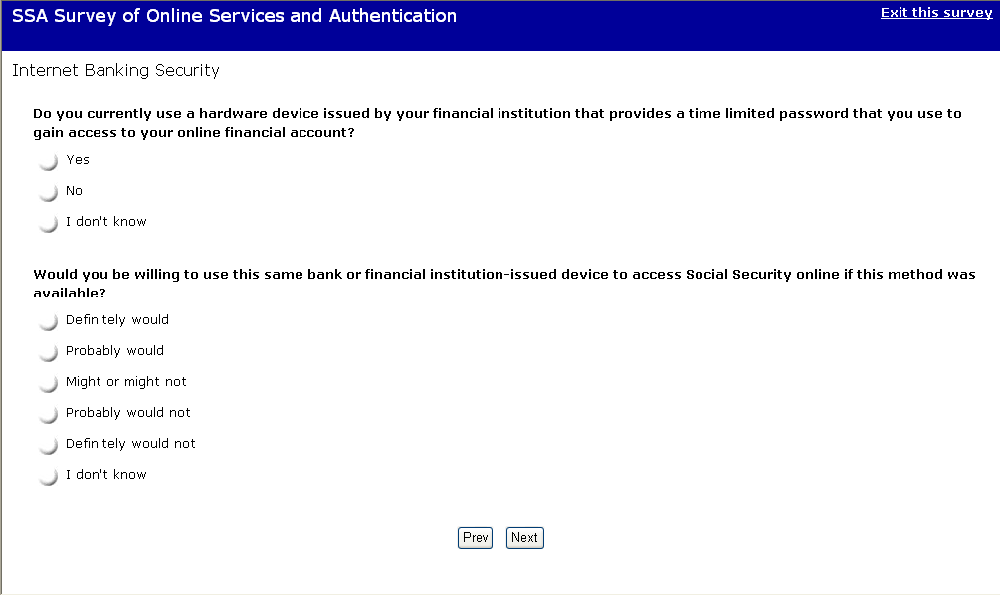 SSA Survey of Online Services and Authentication
Exit this survey
Internet Banking Security
Do you currently use a hardware device issued by your financial institution that provides a time limited password that you use to
gain access to your online financial account?
Yes
No
I don't know
Would you be willing to use this same bank or financial institution-issued device to access Social Security online if this method was
available?
Definitely would
Probably would
Might or might not
Probably would not
Definitely would not
I don't know
Prev Next